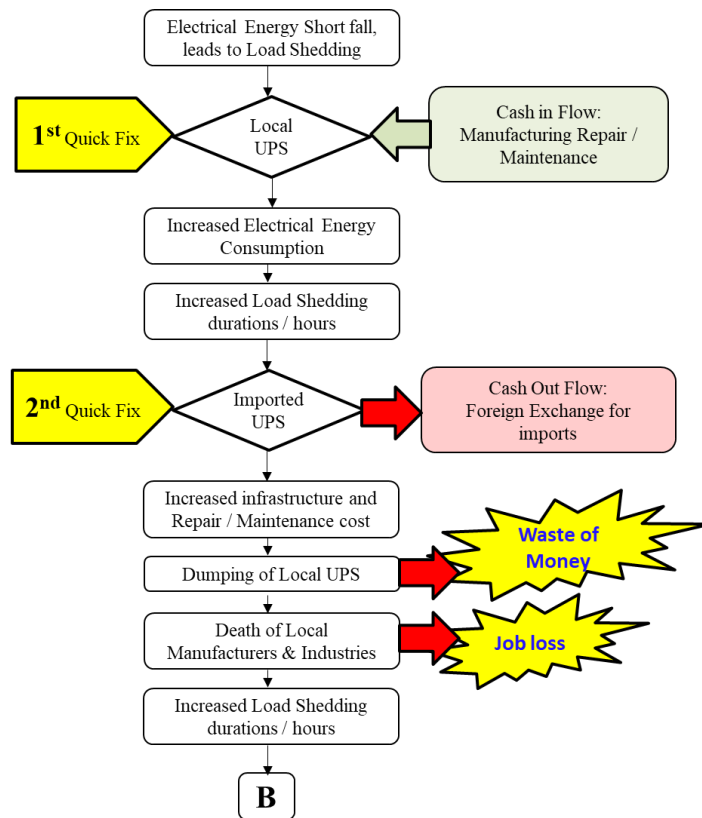 Electrical Energy Short fall,
leads to Load Shedding
1st Quick Fix
Local
UPS
Cash in Flow:
Manufacturing Repair /
Maintenance
Increased Electrical Energy
Consumption
Increased Load Shedding
durations / hours
2nd Quick Fix
Imported
UPS
Cash Out Flow:
Foreign Exchange for
imports
Increased infrastructure and
Repair / Maintenance cost
Waste of
Money
Dumping of Local UPS
Death of Local
Manufacturers & Industries
Job loss
Increased Load Shedding
durations / hours
B